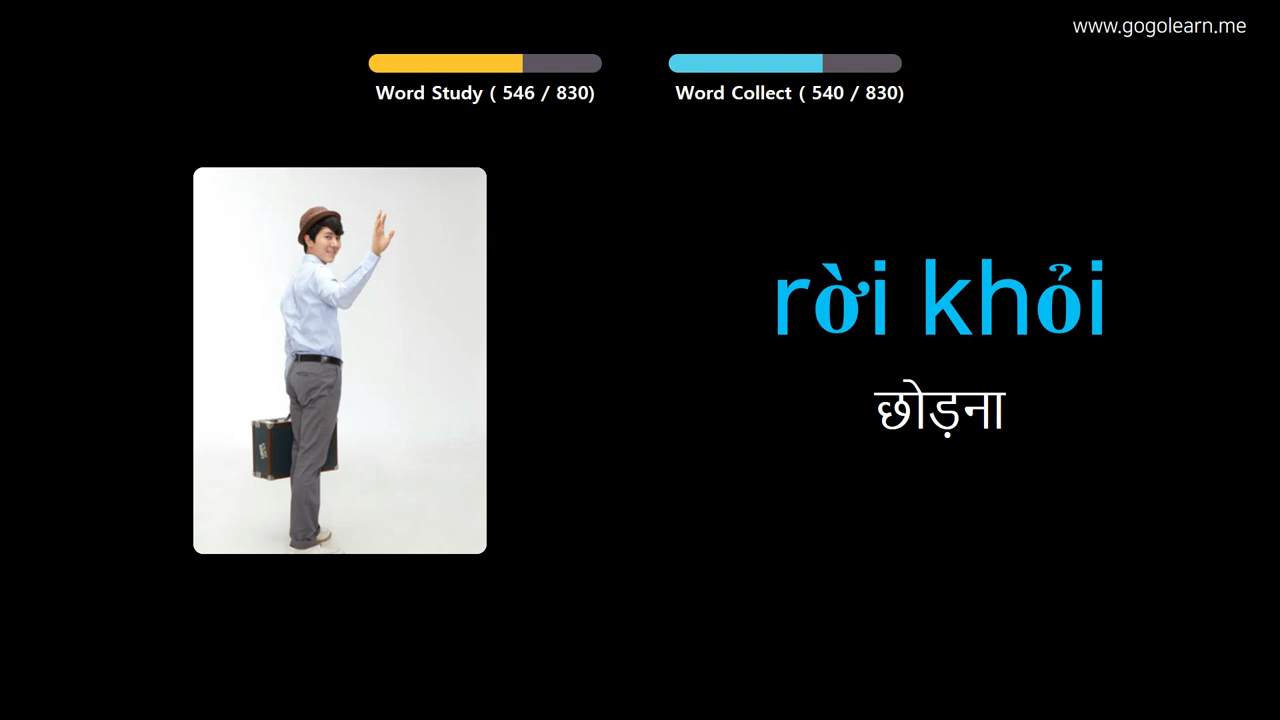 www.gogolearn.me
Word Study ( 546 / 830)
Word Collect ( 540 / 830)
rời khỏi
छोड़ना